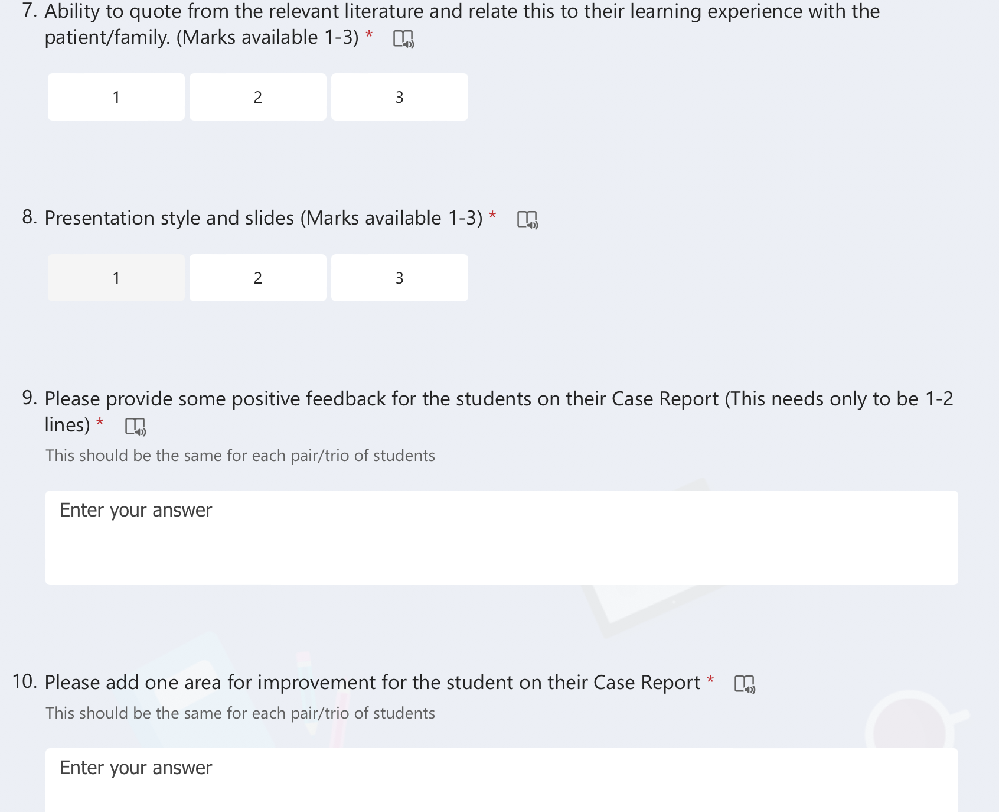 7. Ability to quote from the relevant literature and relate this to their learning experience with the
patient/family. (Marks available 1-3) *
1 2 3
8. Presentation style and slides (Marks available 1-3) *
1 2 3
9. Please provide some positive feedback for the students on their Case Report (This needs only to be 1-2
lines) *
This should be the same for each pair/trio of students
Enter your answer
10. Please add one area for improvement for the student on their Case Report *
This should be the same for each pair/trio of students
Enter your answer